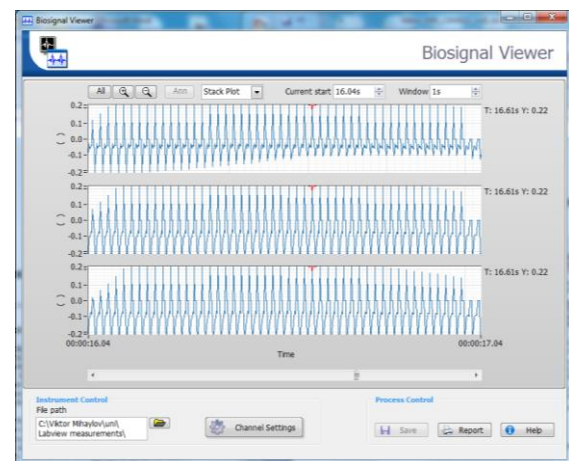 Biosignal Viewer
Biosignal Viewer
All Ann Stack Plot Current start 16.04s Window 1s
0.2
0.1
0.0
-0.1
-0.2
( )
T: 16.61s Y: 0.22
0.2
0.1
0.0
-0.1
-0.2
( )
T: 16.61s Y: 0.22
0.2
0.1
0.0
-0.1
-0.2
( )
T: 16.61s Y: 0.22
00:00:16.04 00:00:17.04
Time
Instrument Control Process Control
File path
C:\Viktor Mihaylov\uni\
Labview measurements\
Channel Settings Save Report Help